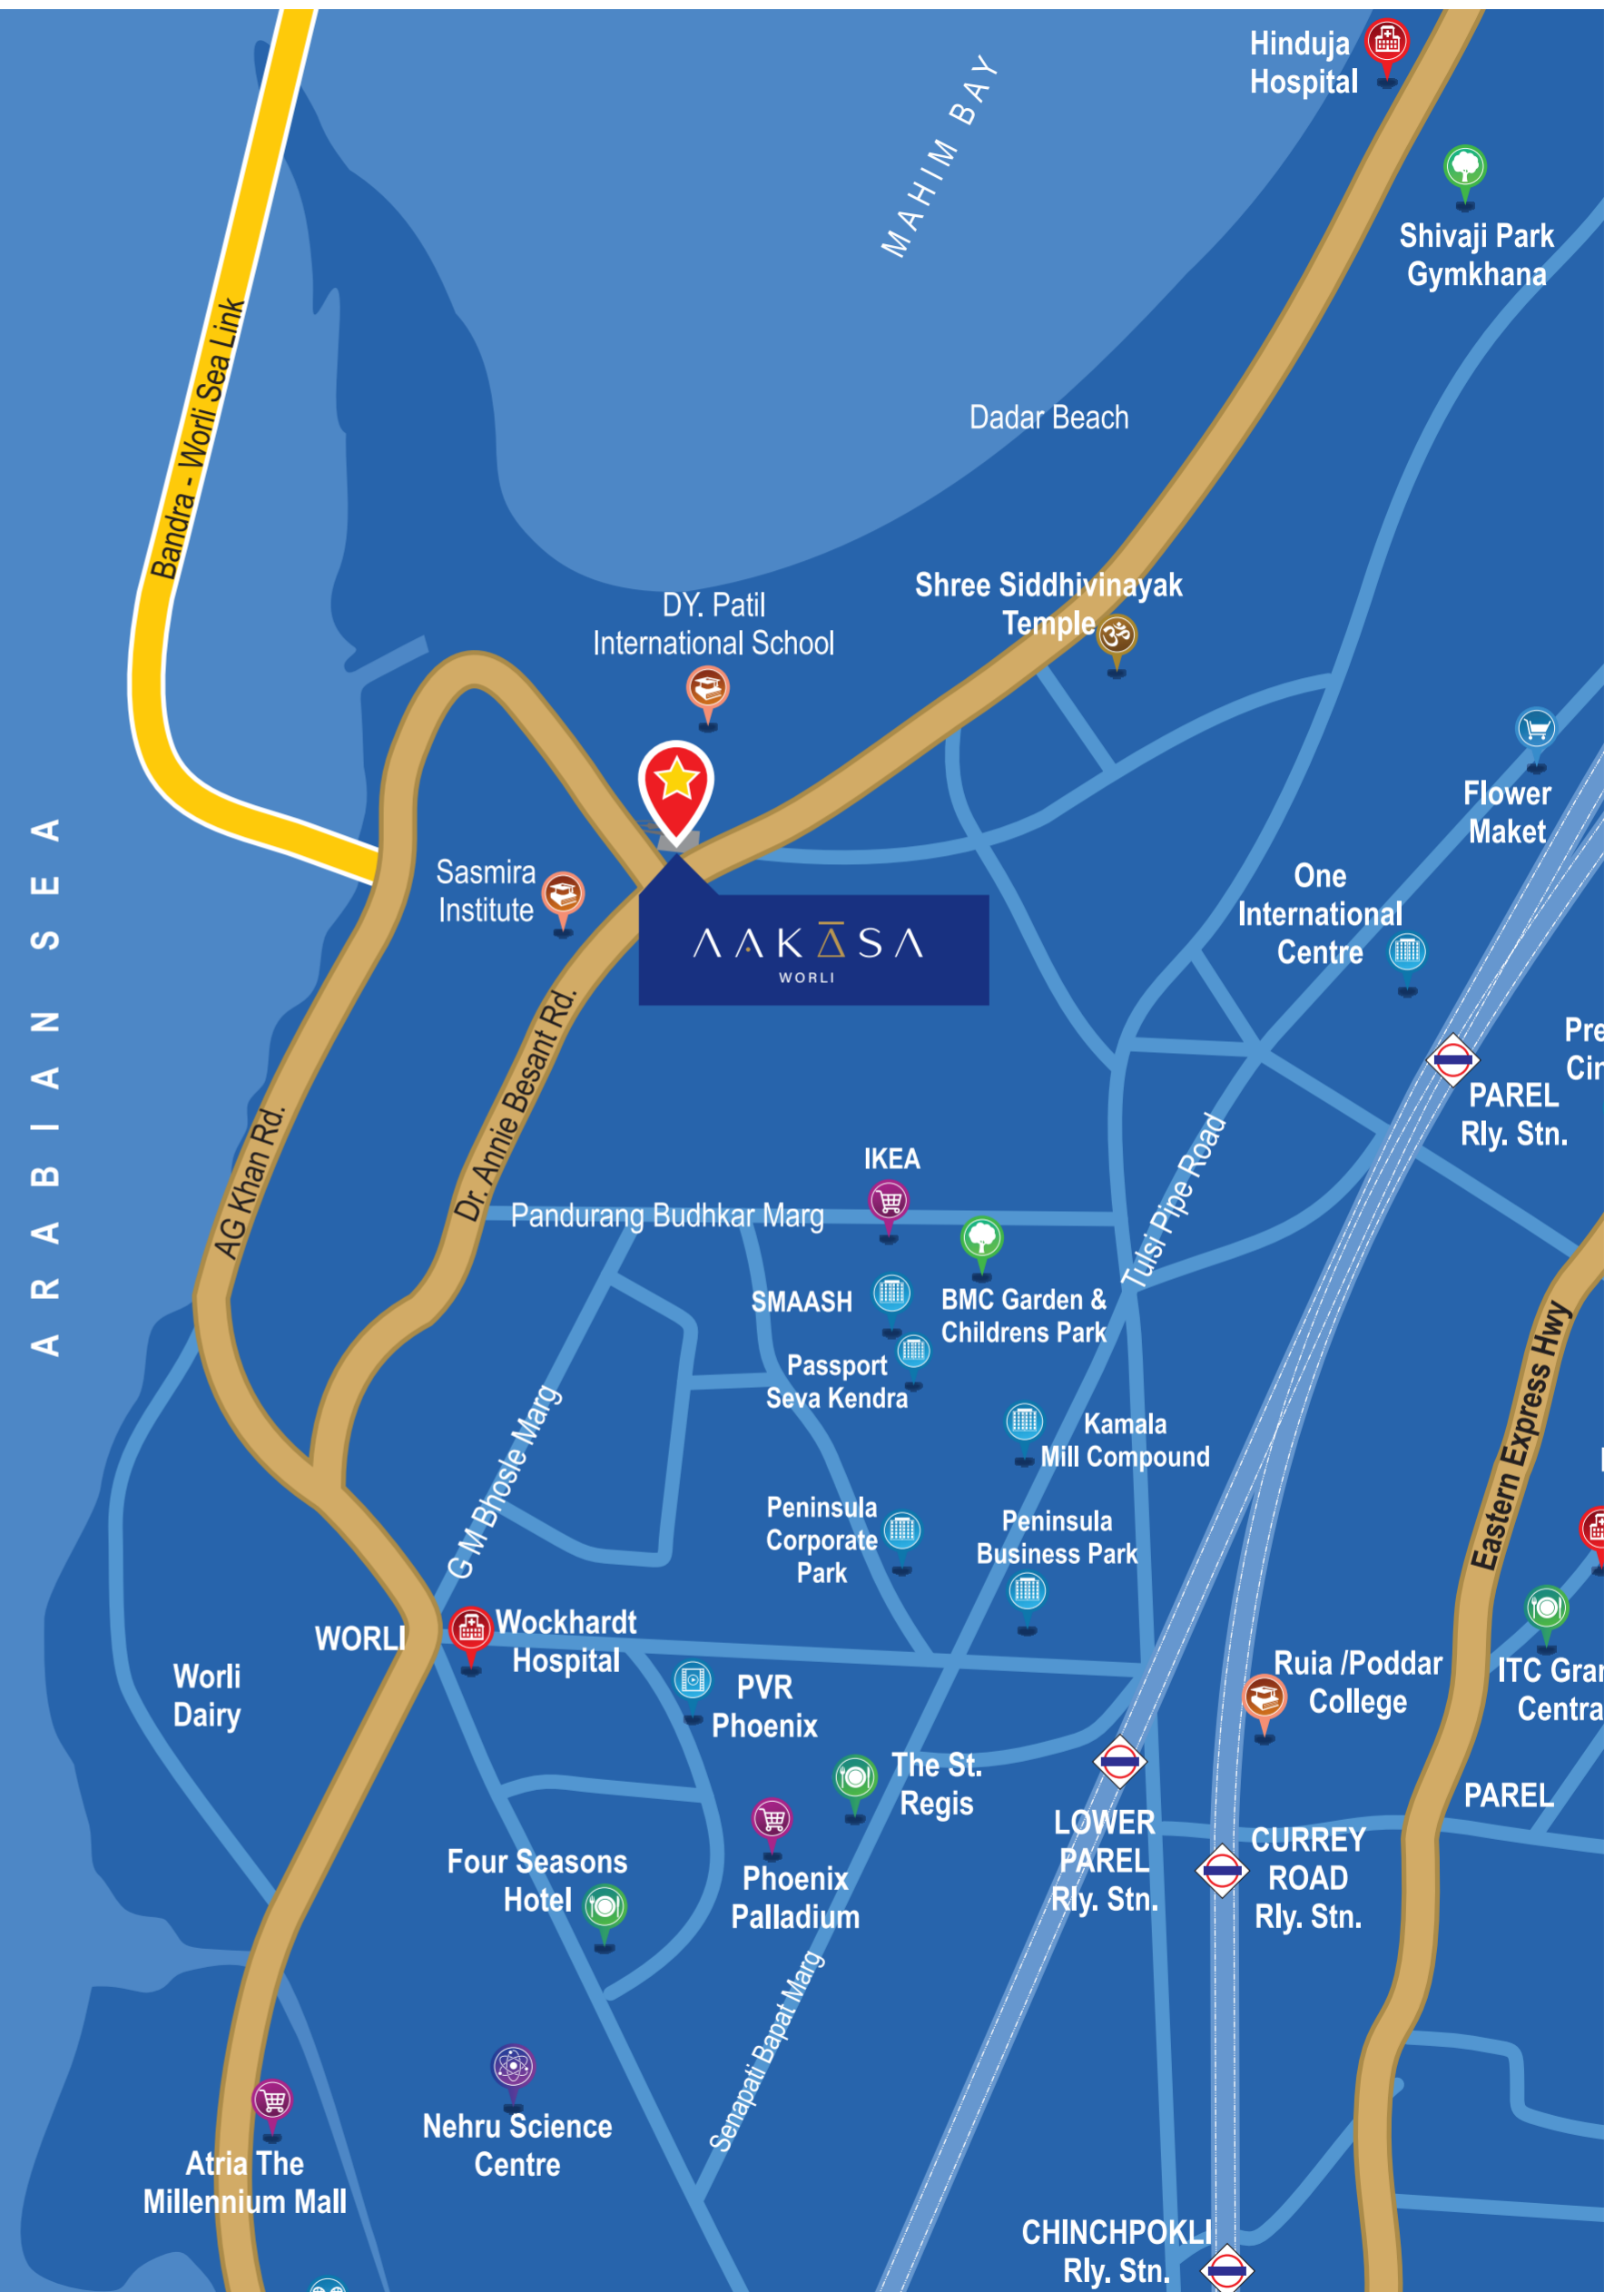 Hinduja
Hospital
MAHIM BAY
Shivaji Park
Gymkhana
Bandra - Worli Sea Link
Dadar Beach
Shree Siddhivinayak
Temple
DY. Patil
International School
Flower
Maket
ARABIAN SEA
Sasmira
Institute
One
International
Centre
AAKĀSA
WORLI
PAREL
Rly. Stn.
AG Khan Rd.
Dr. Annie Besant Rd.
IKEA
Pandurang Budhkar Marg
Tulsi Pipe Road
SMAASH
BMC Garden &
Childrens Park
Passport
Seva Kendra
Eastern Express Hwy
G M Bhosle Marg
Kamala
Mill Compound
Peninsula
Corporate
Park
Peninsula
Business Park
WORLI
Wockhardt
Hospital
Worli
Dairy
PVR
Phoenix
Ruia /Poddar
College
ITC Gran
Centra
The St.
Regis
PAREL
LOWER
PAREL
Rly. Stn.
CURREY
ROAD
Rly. Stn.
Four Seasons
Hotel
Phoenix
Palladium
Senapati Bapat Marg
Nehru Science
Centre
Atria The
Millennium Mall
CHINCHPOKLI
Rly. Stn.